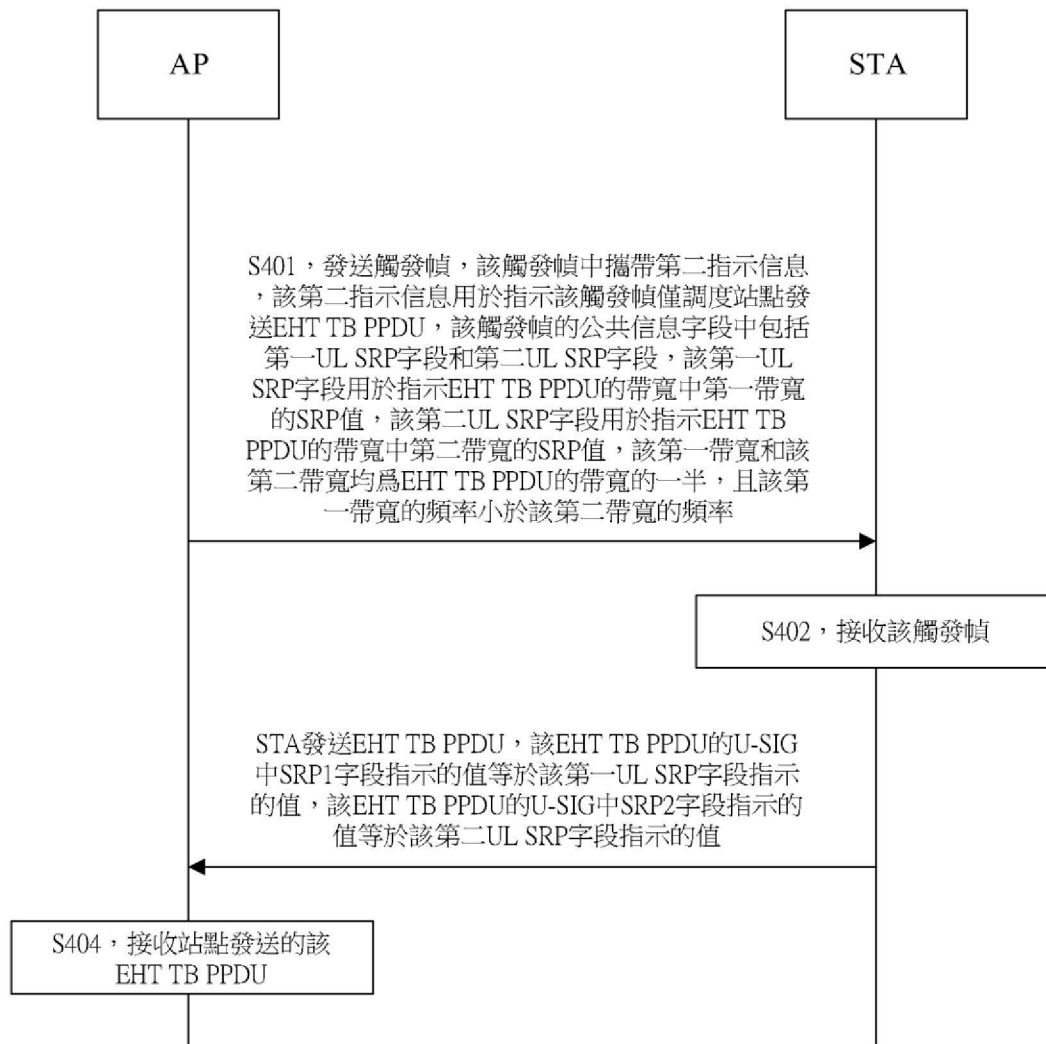 AP
STA
S401，發送觸發幀，該觸發幀中攜帶第二指示信息
，該第二指示信息用於指示該觸發幀僅調度站點發
送EHT TB PPDU，該觸發幀的公共信息字段中包括
第一UL SRP字段和第二UL SRP字段，該第一UL
SRP字段用於指示EHT TB PPDU的帶寬中第一帶寬
的SRP值，該第二UL SRP字段用於指示EHT TB
PPDU的帶寬中第二帶寬的SRP值，該第一帶寬和該
第二帶寬均爲EHT TB PPDU的帶寬的一半，且該第
一帶寬的頻率小於該第二帶寬的頻率
S402，接收該觸發幀
STA發送EHT TB PPDU，該EHT TB PPDU的U-SIG
中SRP1字段指示的值等於該第一UL SRP字段指示
的值，該EHT TB PPDU的U-SIG中SRP2字段指示的
值等於該第二UL SRP字段指示的值
S404，接收站點發送的該
EHT TB PPDU